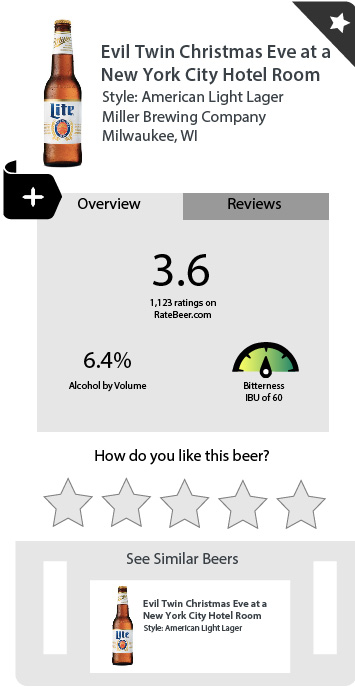 Evil Twin Christmas Eve at a
New York City Hotel Room
Style: American Light Lager
Miller Brewing Company
Milwaukee, WI
Lite
+
Overview
Reviews
3.6
1,123 ratings on
RateBeer.com
6.4%
Alcohol by Volume
Bitterness
IBU of 60
How do you like this beer?
See Similar Beers
Lite
Evil Twin Christmas Eve at a
New York City Hotel Room
Style: American Light Lager